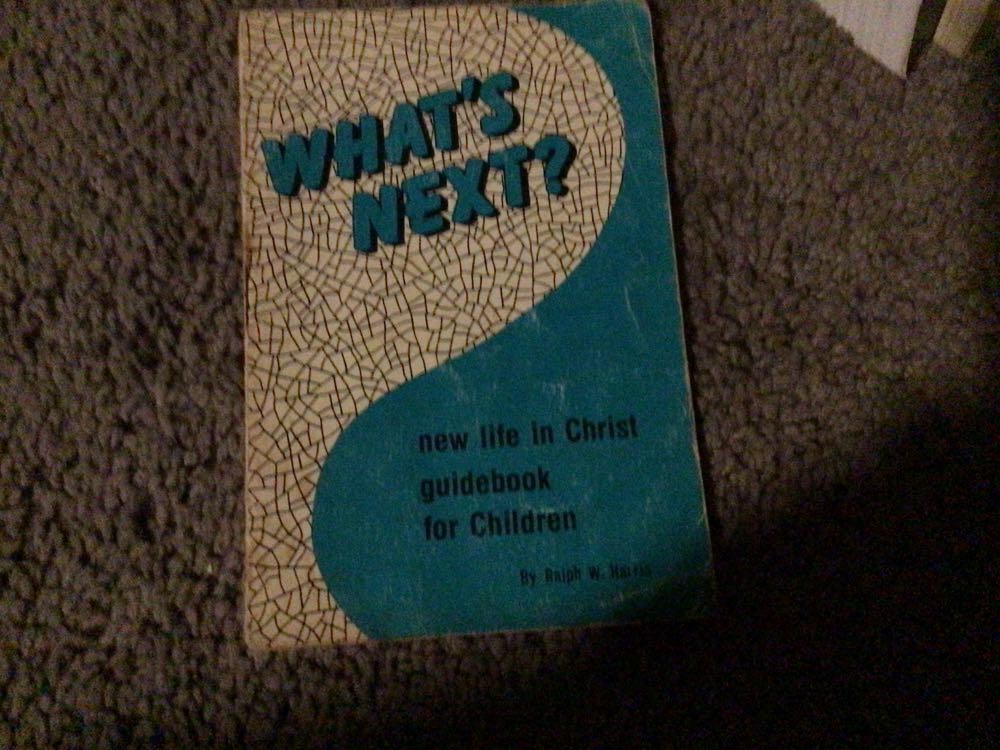 WHAT'S
NEXT?
new life in Christ
guidebook
for Children
By Ralph W. Harris